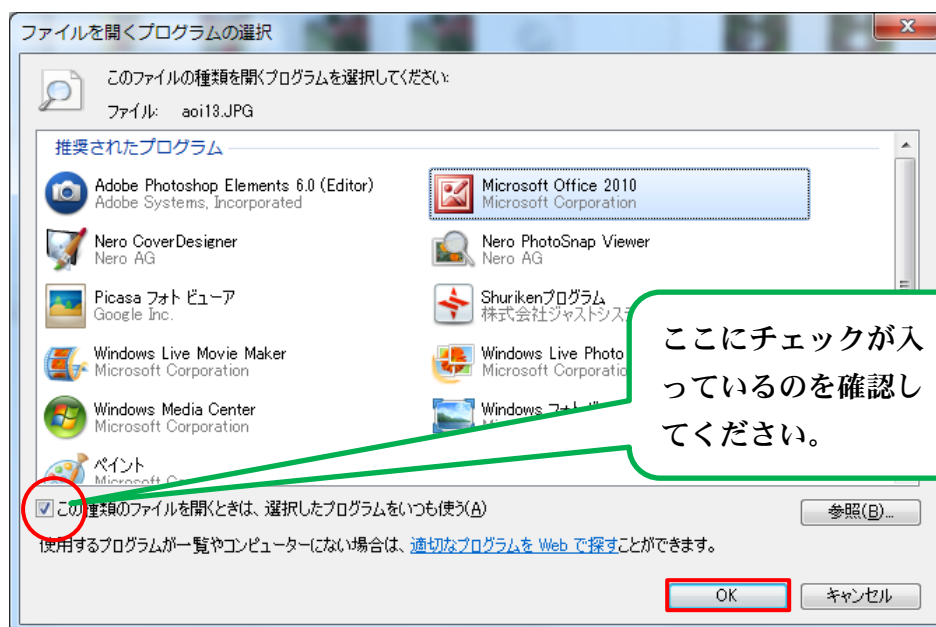 ファイルを開くプログラムの選択
このファイルの種類を開くプログラムを選択してください:
ファイル: aoi13.JPG
推奨されたプログラム
Adobe Photoshop Elements 6.0 (Editor)
Adobe Systems, Incorporated
Microsoft Office 2010
Microsoft Corporation
Nero CoverDesigner
Nero AG
Nero PhotoSnap Viewer
Nero AG
Picasa フォト ビューア
Google Inc.
Shurikenプログラム
株式会社ジャストシス
Windows Live Movie Maker
Microsoft Corporation
Windows Live Photo
Microsoft Corporatio
Windows Media Center
Microsoft Corporation
Windows フォト
ペイント
Microsoft
ここにチェックが入
っているのを確認し
てください。
この種類のファイルを開くときは、選択したプログラムをいつも使う(A)
参照(B)...
使用するプログラムが一覧やコンピューターにない場合は、適切なプログラムを Web で探すことができます。
OK
キャンセル